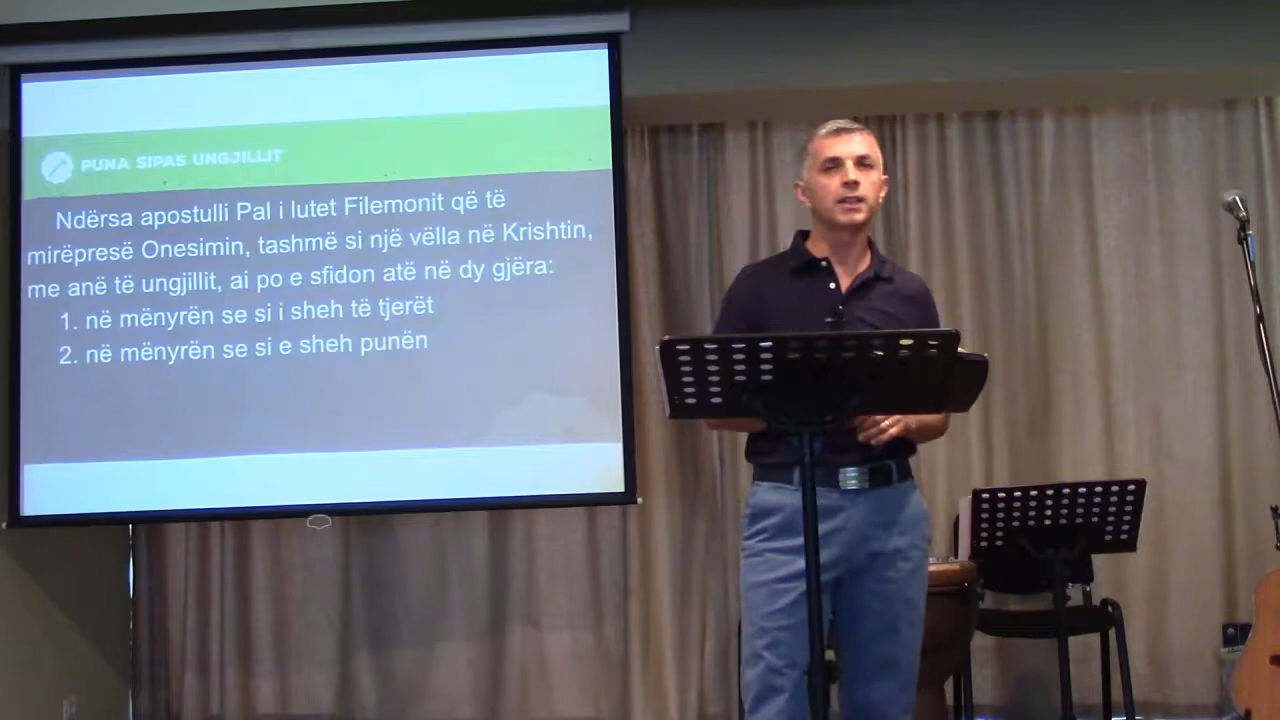 PUNA SIPAS UNGJILLIT
Ndërsa apostulli Pal i lutet Filemonit që të
mirëpresë Onesimin, tashmë si një vëlla në Krishtin,
me anë të ungjillit, ai po e sfidon atë në dy gjëra:
1. në mënyrën se si i sheh të tjerët
2. në mënyrën se si e sheh punën